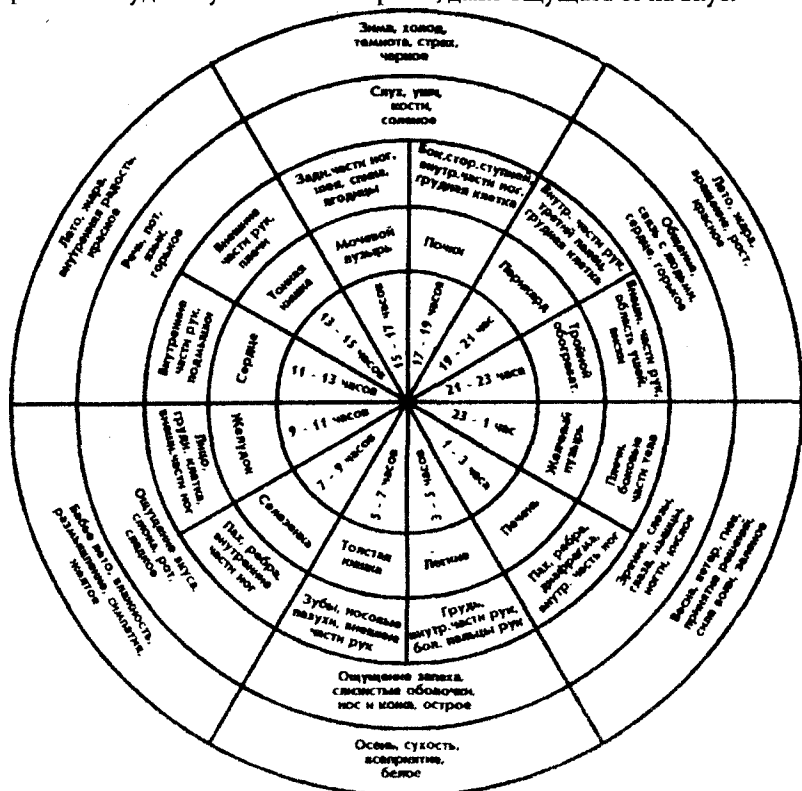 Зима, холод,
темнота, страх,
черное
Слух, уши,
кости,
соленое
Лето, жара,
внутренняя радость,
красное
Речь, пот,
язык,
горькое
Лето, жара,
вращение, рост,
красное
Общение,
связь с людьми,
сердце, горькое
Задн.части ног,
шея, спина,
ягодицы
Бок.стор.ступней,
внутр.части ног,
грудная клетка
Внешние
части рук,
плечи
Внутр. части рук,
третий палец,
грудная клетка
Внутренние
части рук,
подмышки
Внешн. части рук,
область ушей,
виски
Мочевой
пузырь
Почки
Тонкая
кишка
Перикард
Сердце
Тройной
обогреват.
15 - 17
часов
17 - 19 часов
13 - 15 часов
19 - 21 час
11 - 13 часов
21 - 23 часа
9 - 11 часов
23 - 1 час
7 - 9 часов
1 - 3 часа
5 - 7 часов
3 - 5
часов
Желудок
Желчный
пузырь
Селезенка
Печень
Толстая
кишка
Легкие
Лицо,
грудн. клетка,
внешн.части ног
Плечи,
боковые
части тела
Пах, ребра,
внутренние
части ног
Пах, ребра,
диафрагма,
внутр. часть ног
Зубы, носовые
пазухи, внешние
части рук
Грудь,
внутр.части рук,
бол. пальцы рук
Ощущение вкуса,
слюна, рот,
сладкое
Зрение, слезы,
глаза, мышцы,
ногти, кислое
Бабье лето, влажность,
размышление, симпатия,
желтое
Весна, ветер, гнев,
принятие решений,
сила воли, зеленое
Ощущение запаха,
слизистые оболочки,
нос и кожа, острое
Осень, сухость,
восприятие,
белое